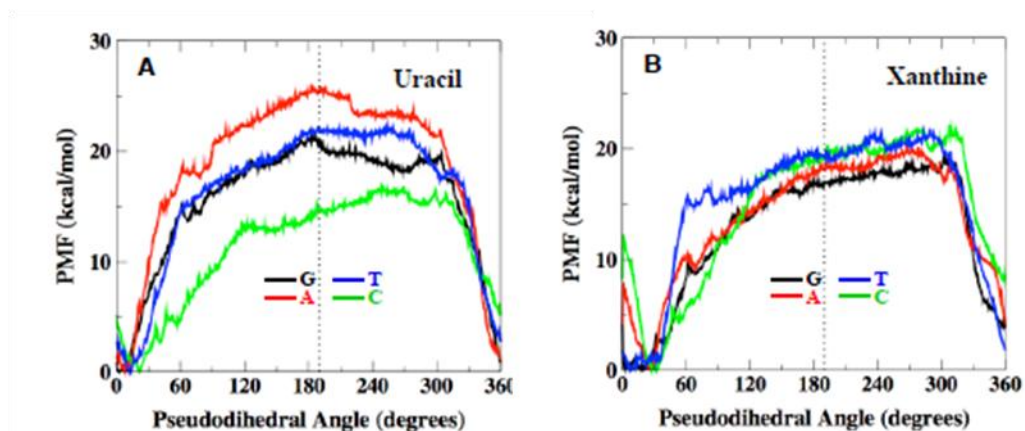 A
Uracil
30
20
10
0
PMF (kcal/mol)
G T
A C
0 60 120 180 240 300 360
Pseudodihedral Angle (degrees)
B
Xanthine
30
20
10
0
PMF (kcal/mol)
G T
A C
0 60 120 180 240 300 360
Pseudodihedral Angle (degrees)